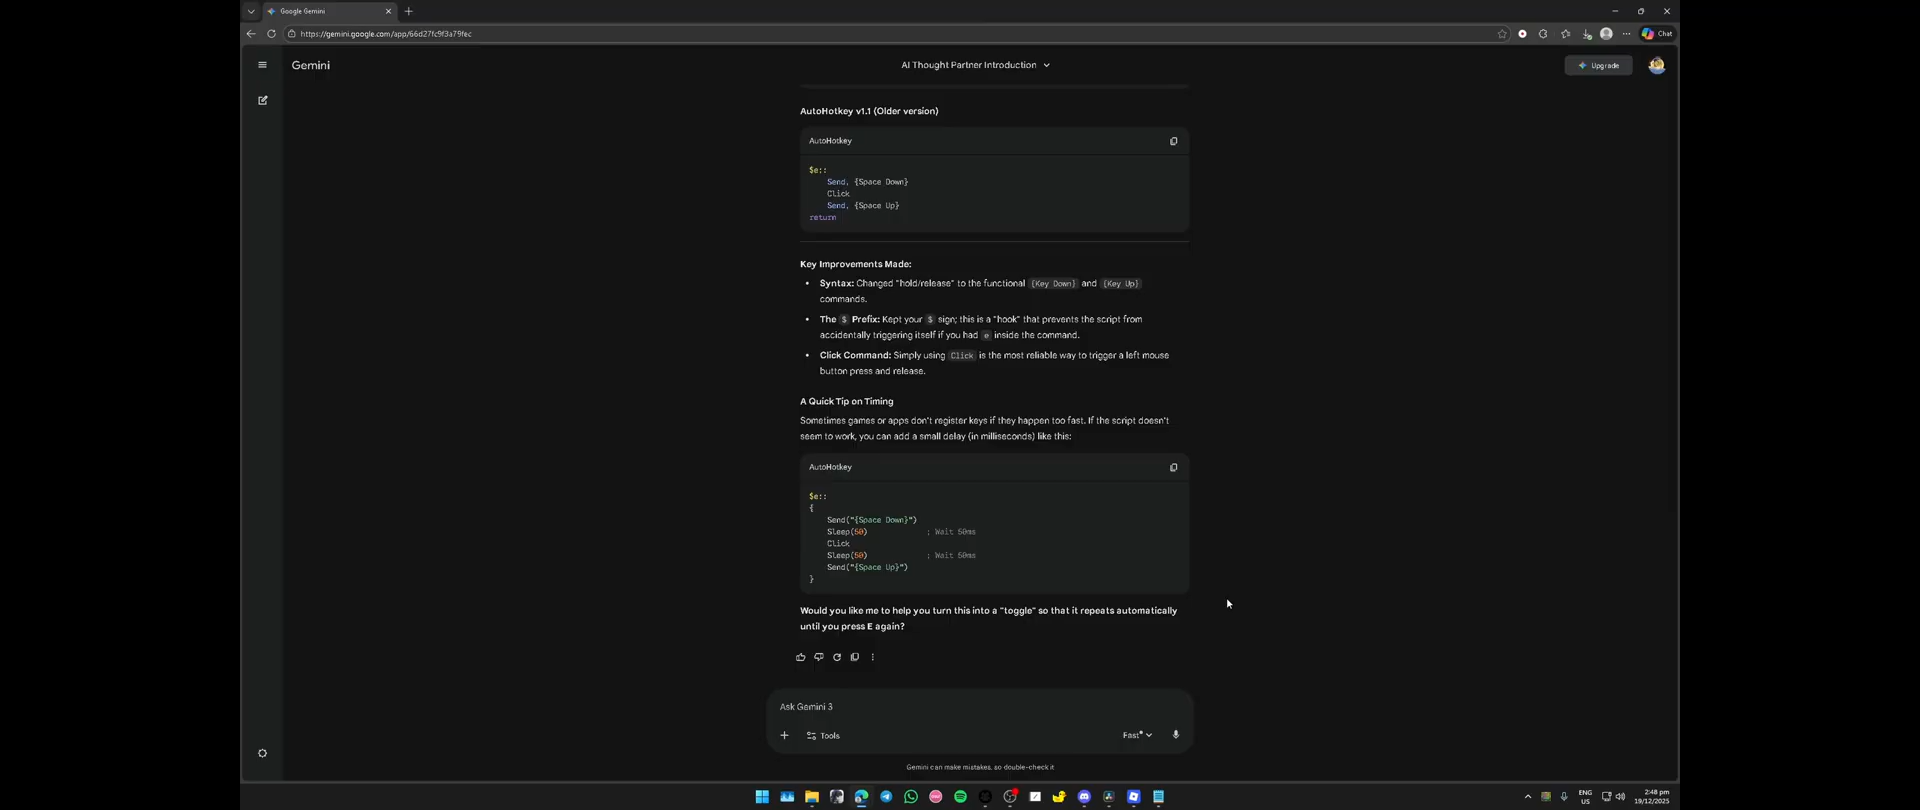 Google Gemini
https://gemini.google.com/app/66d27fc9f3a79fec
Chat
Gemini
AI Thought Partner Introduction
Upgrade
AutoHotkey v1.1 (Older version)
AutoHotkey
$e::
Send, {Space Down}
Click
Send, {Space Up}
return
Key Improvements Made:
• Syntax: Changed "hold/release" to the functional {Key Down} and {Key Up}
commands.
• The $ Prefix: Kept your $ sign; this is a "hook" that prevents the script from
accidentally triggering itself if you had e inside the command.
• Click Command: Simply using Click is the most reliable way to trigger a left mouse
button press and release.
A Quick Tip on Timing
Sometimes games or apps don't register keys if they happen too fast. If the script doesn't
seem to work, you can add a small delay (in milliseconds) like this:
AutoHotkey
$e::
{
Send("{Space Down}")
Sleep(50) ; Wait 50ms
Click
Sleep(50) ; Wait 50ms
Send("{Space Up}")
}
Would you like me to help you turn this into a "toggle" so that it repeats automatically
until you press E again?
Ask Gemini 3
Tools
Fast
Gemini can make mistakes, so double-check it
ENG
US
2:48 pm
19/12/2025